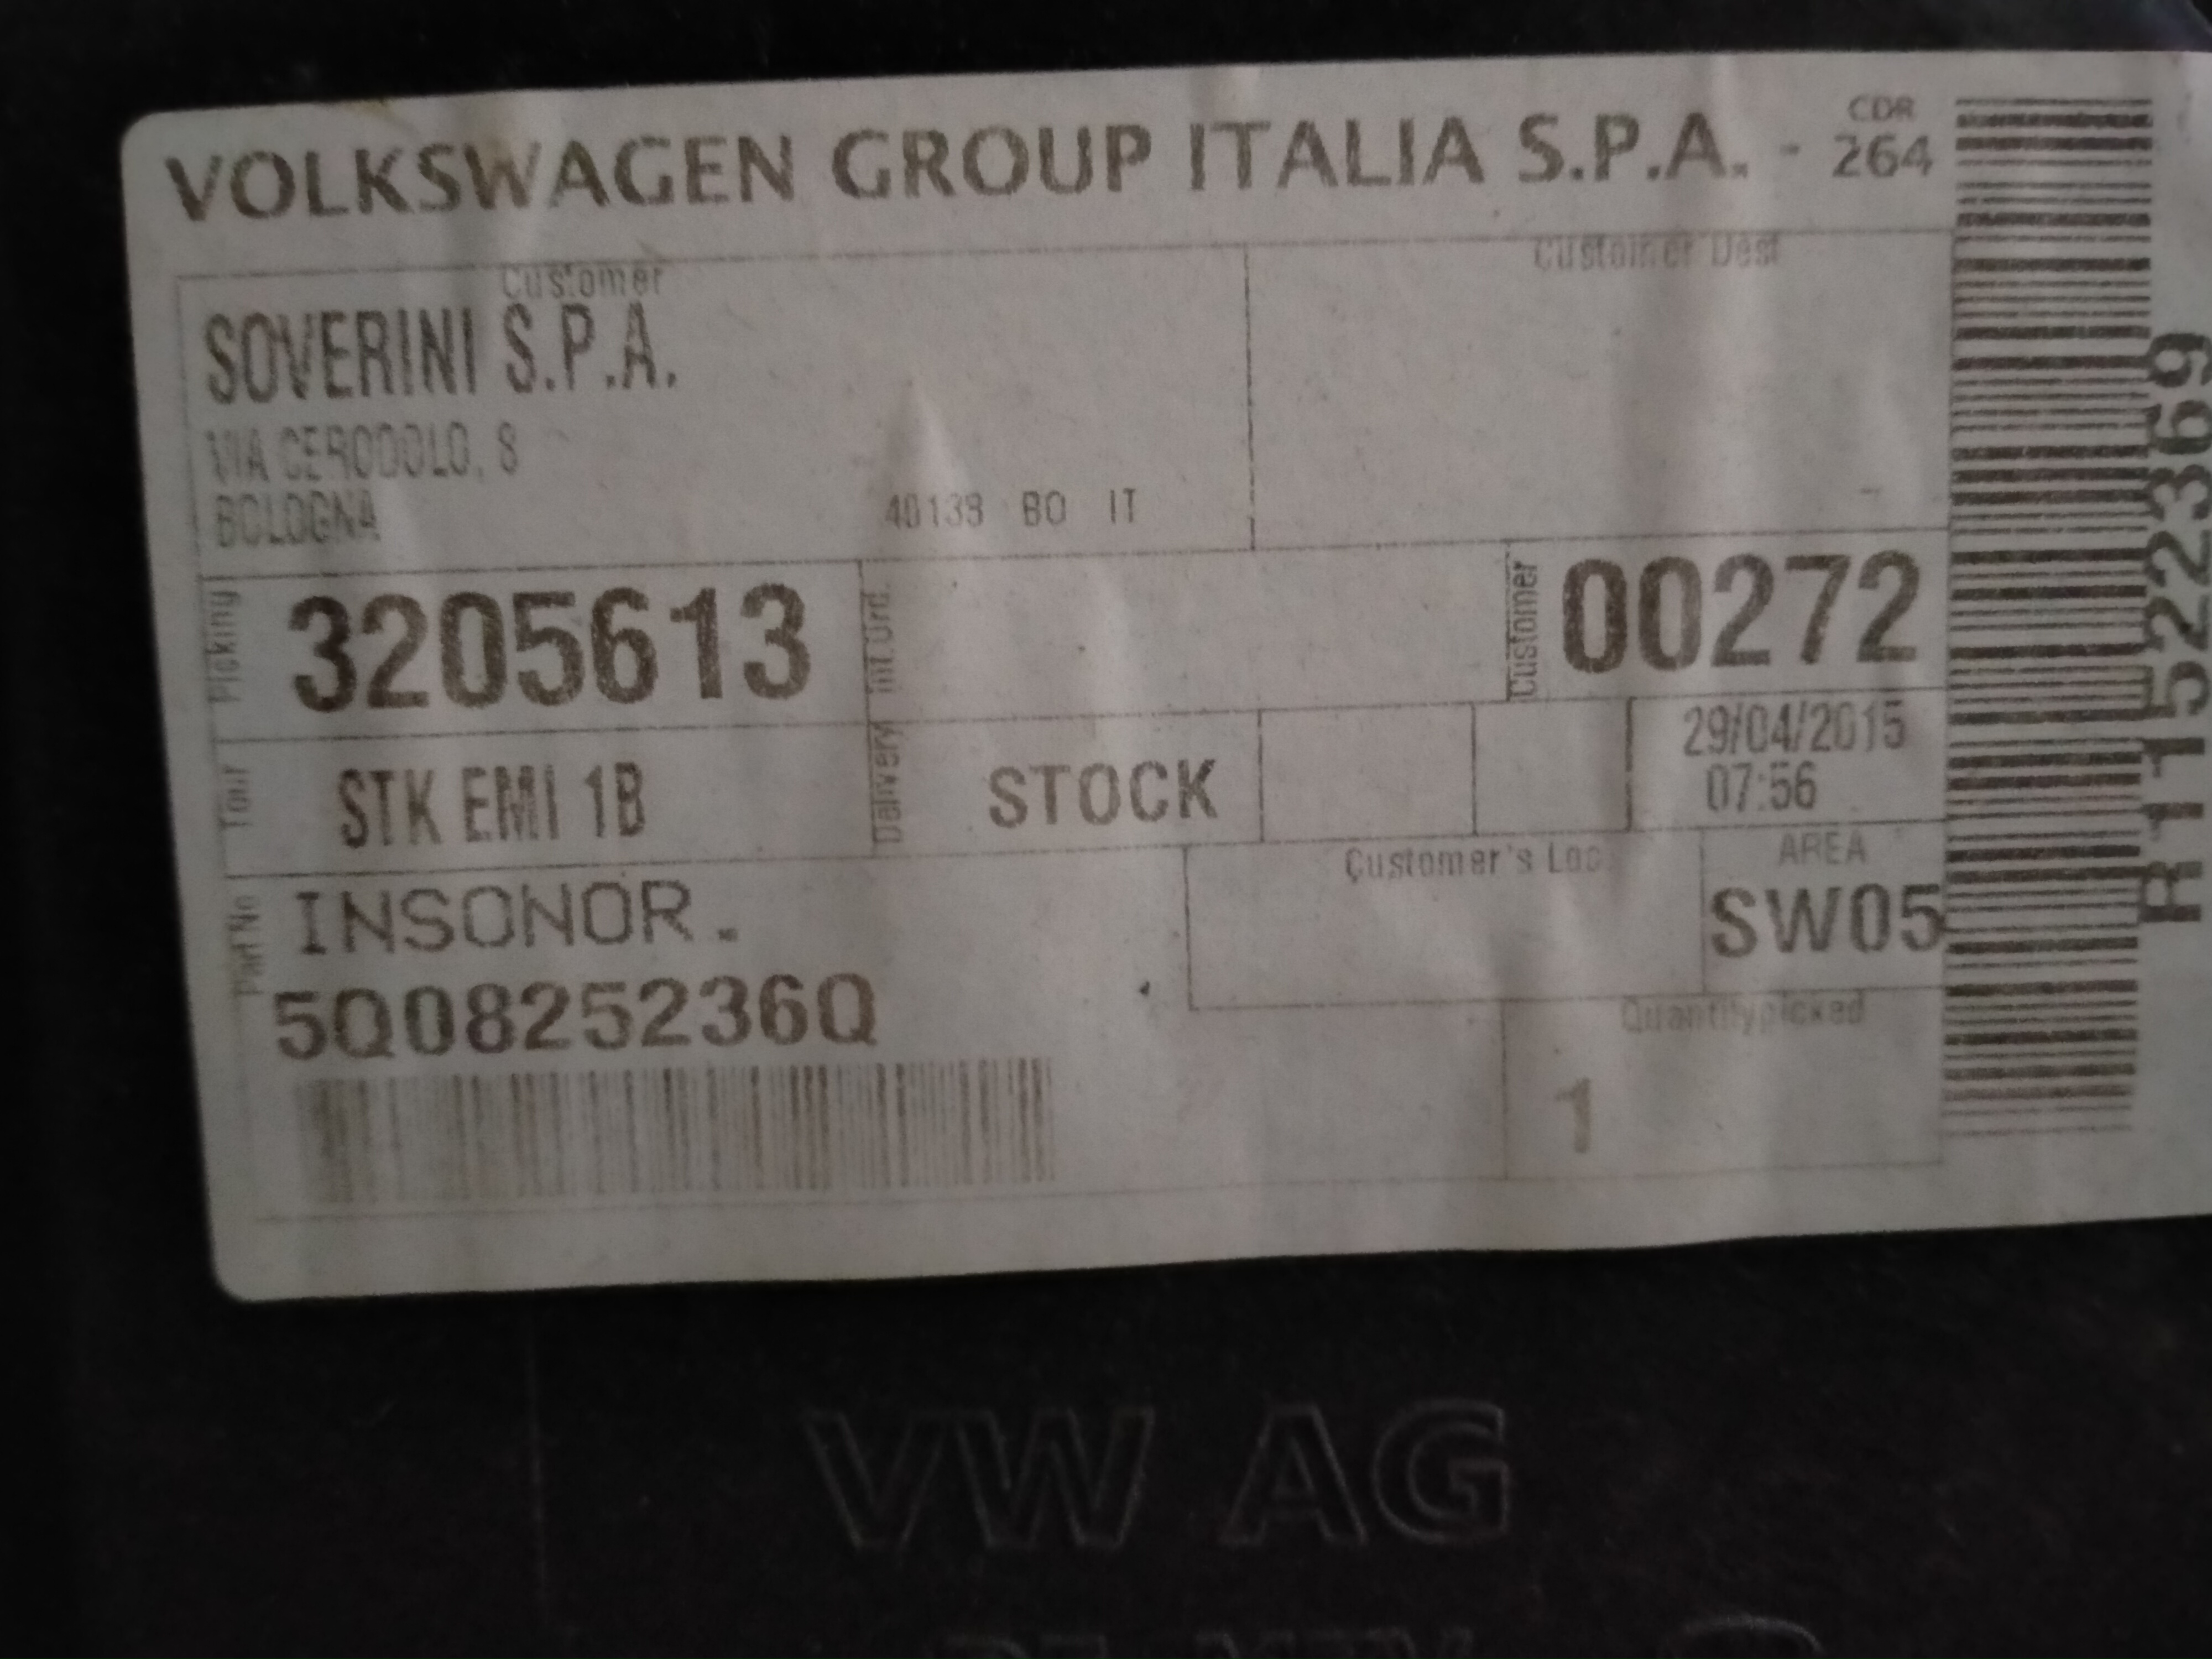 VOLKSWAGEN GROUP ITALIA S.P.A. - CDR 264
Customer
Customer Dest
SOVERINI S.P.A.
VIA CERODOLO, 8
BOLOGNA 40138 BO IT
Picking 3205613
Int.Ord.
Customer 00272
Tour STK EMI 1B
Delivery STOCK
29/04/2015
07:56
Part No INSONOR.
5Q0825236Q
Customer's Loc
AREA
SW05
Quantity picked
1
R11522369
VW AG